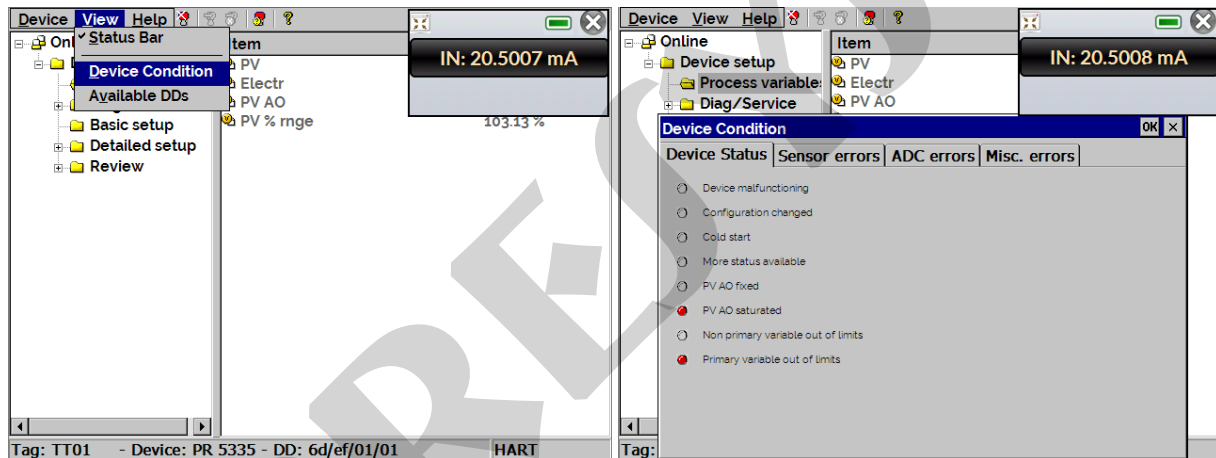 Device View Help
Status Bar
Device Condition
Available DDs
Onl
Item
PV
Electr
PV AO
PV % rnge
103.13 %
Basic setup
Detailed setup
Review
IN: 20.5007 mA
Tag: TT01 - Device: PR 5335 - DD: 6d/ef/01/01 HART
Device View Help
Online
Device setup
Process variable
Diag/Service
Item
PV
Electr
PV AO
IN: 20.5008 mA
Device Condition OK
Device Status Sensor errors ADC errors Misc. errors
Device malfunctioning
Configuration changed
Cold start
More status available
PV AO fixed
PV AO saturated
Non primary variable out of limits
Primary variable out of limits
Tag: